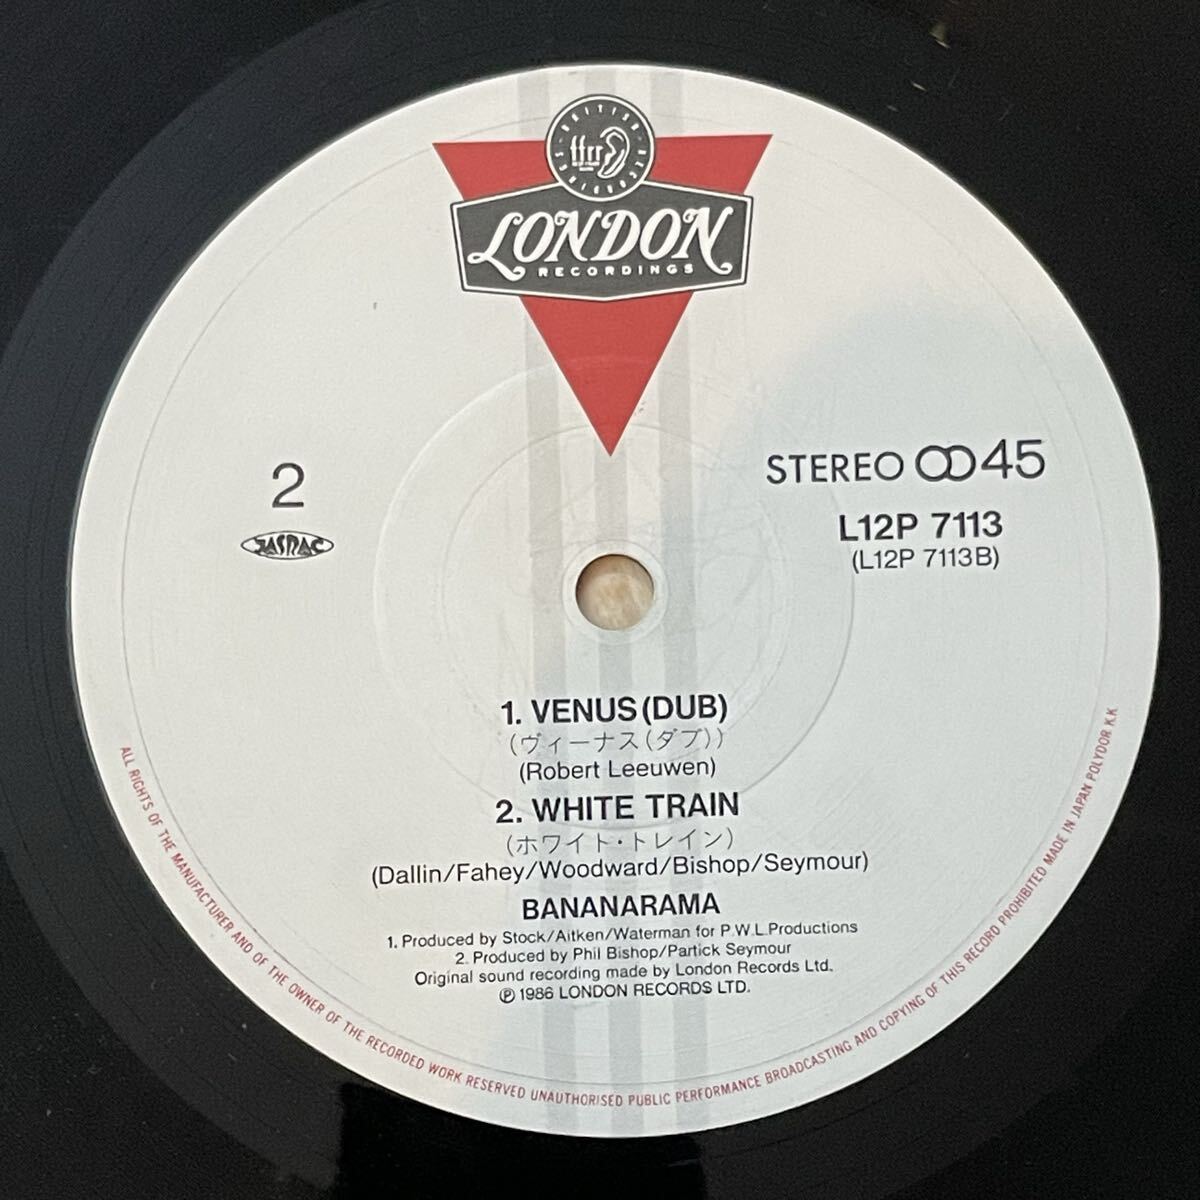 BRITISH RECORDINGS
ffrr
LONDON
RECORDINGS
2
JASRAC
STEREO 45
L12P 7113
(L12P 7113B)
1. VENUS (DUB)
(ヴィーナス(ダブ))
(Robert Leeuwen)
2. WHITE TRAIN
(ホワイト・トレイン)
(Dallin/Fahey/Woodward/Bishop/Seymour)
BANANARAMA
1. Produced by Stock/Aitken/Waterman for P.W.L.Productions
2. Produced by Phil Bishop/Partick Seymour
Original sound recording made by London Records Ltd.
℗ 1986 LONDON RECORDS LTD.
ALL RIGHTS OF THE MANUFACTURER AND OF THE OWNER OF THE RECORDED WORK RESERVED UNAUTHORISED PUBLIC PERFORMANCE BROADCASTING AND COPYING OF THIS RECORD PROHIBITED MADE IN JAPAN POLYDOR K.K